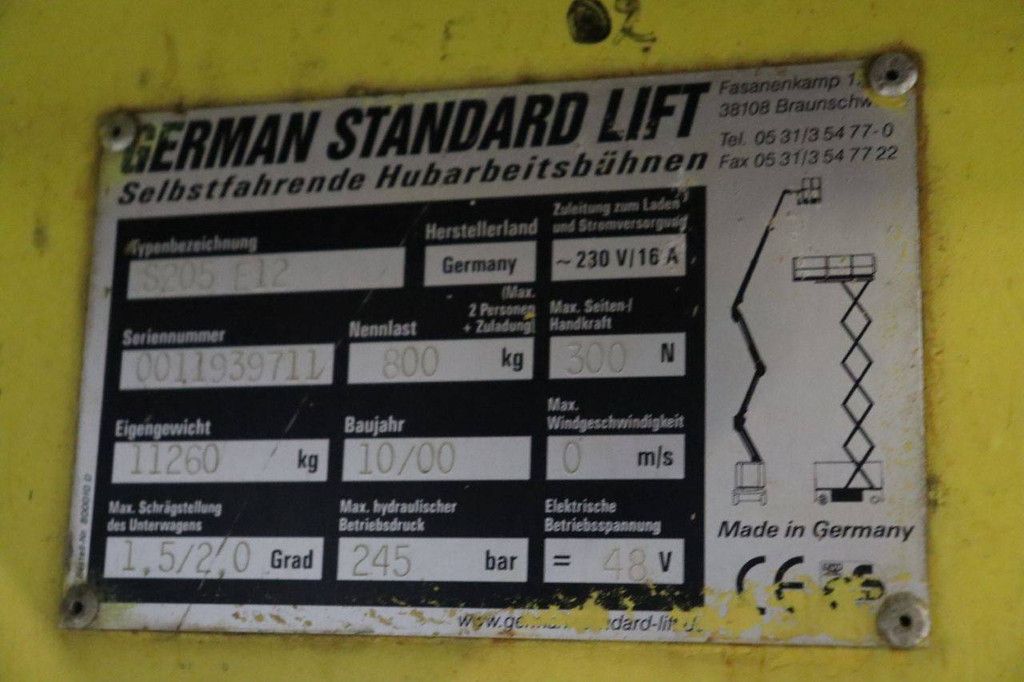 02
GERMAN STANDARD LIFT
Selbstfahrende Hubarbeitsbühnen
Fasanenkamp
38108
Tel. 05 31/3 54 77-0
Fax 05 31/3 54 77 22
Typenbezeichnung
S205 E12
Herstellerland
Germany
Zuleitung zum Laden
und Stromversorgung
~ 230 V/16 A
Seriennummer
0011939711
Nennlast
(Max.
2 Personen
+ Zuladung)
800 kg
Max. Seiten-/
Handkraft
300 N
Eigengewicht
11260 kg
Baujahr
10/00
Max.
Windgeschwindigkeit
0 m/s
Max. Schrägstellung
des Unterwagens
1,5/2,0 Grad
Max. hydraulischer
Betriebsdruck
245 bar
Elektrische
Betriebsspannung
= 48 V
Made in Germany
CE GS